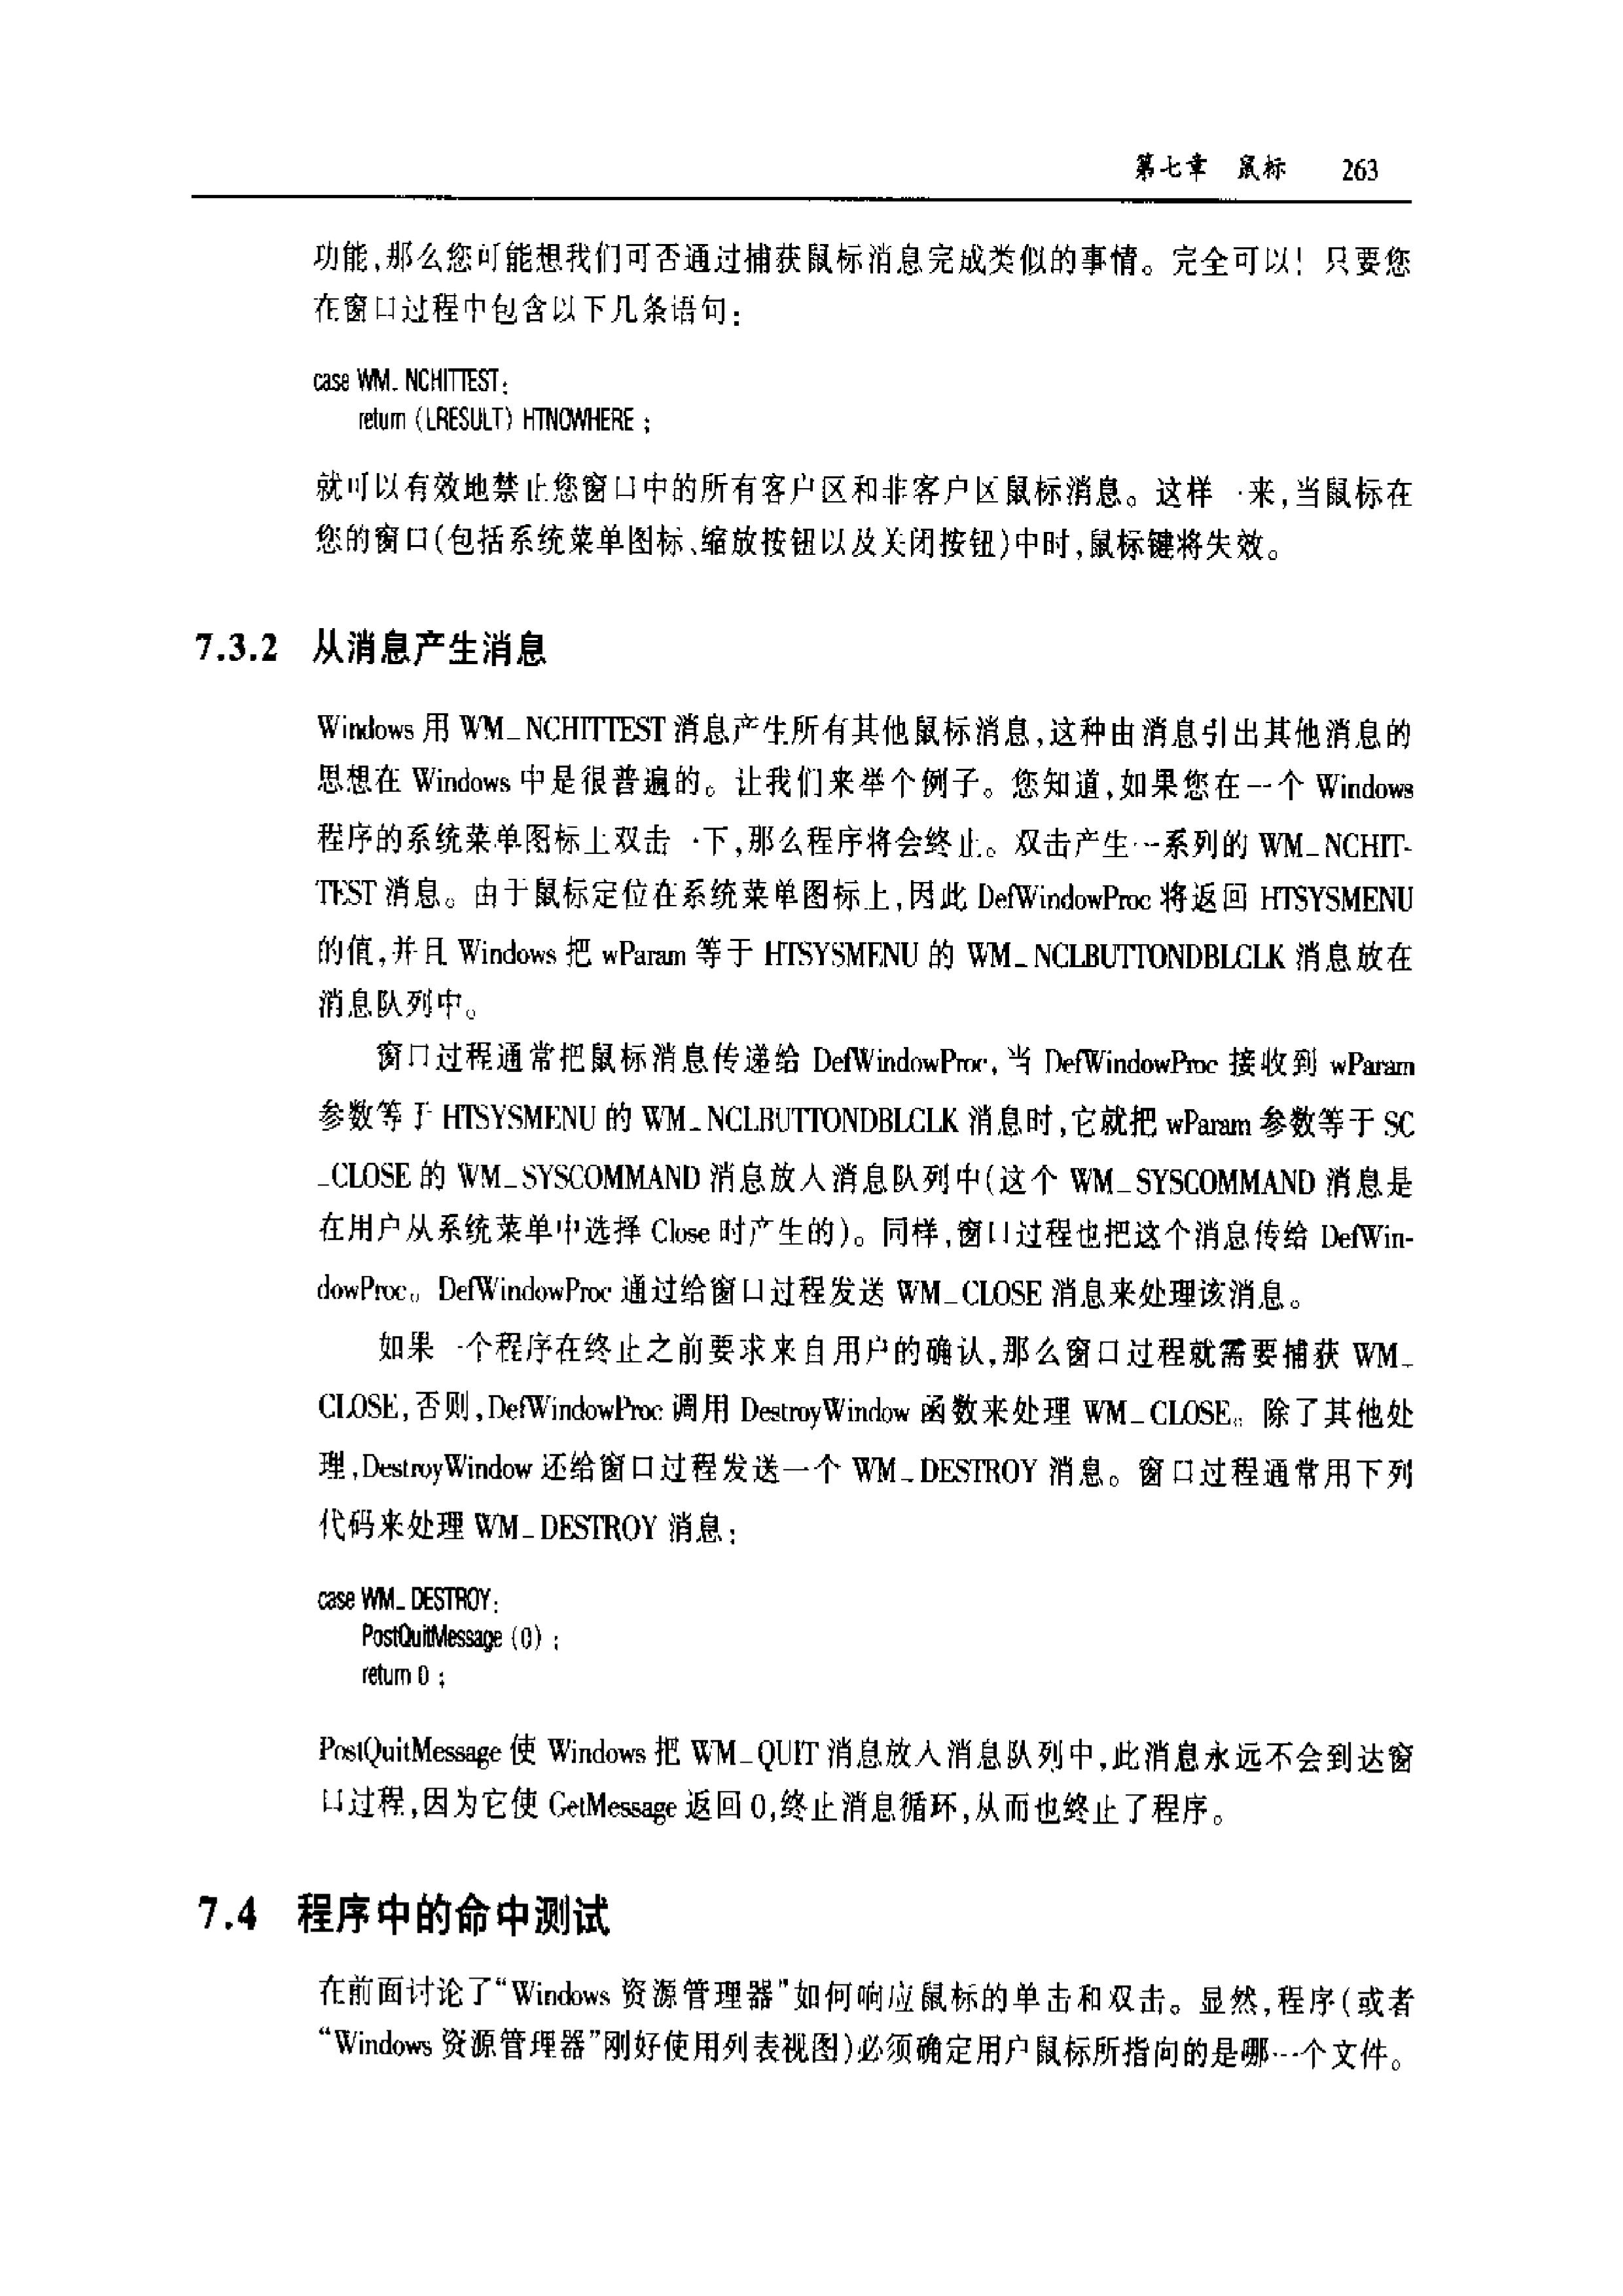 第七章 鼠标 263
功能,那么您可能想我们可否通过捕获鼠标消息完成类似的事情。完全可以! 只要您
在窗口过程中包含以下几条语句:
case WM_NCHITTEST:
return (LRESULT) HTNOWHERE ;
就可以有效地禁止您窗口中的所有客户区和非客户区鼠标消息。这样一来,当鼠标在
您的窗口(包括系统菜单图标、缩放按钮以及关闭按钮)中时,鼠标键将失效。
7.3.2 从消息产生消息
Windows 用 WM_NCHITTEST 消息产生所有其他鼠标消息,这种由消息引出其他消息的
思想在 Windows 中是很普遍的。让我们来举个例子。您知道,如果您在一个 Windows
程序的系统菜单图标上双击一下,那么程序将会终止。双击产生一系列的 WM_NCHIT-
TEST 消息。由于鼠标定位在系统菜单图标上,因此 DefWindowProc 将返回 HTSYSMENU
的值,并且 Windows 把 wParam 等于 HTSYSMENU 的 WM_NCLBUTTONDBLCLK 消息放在
消息队列中。
窗口过程通常把鼠标消息传递给 DefWindowProc,当 DefWindowProc 接收到 wParam
参数等于 HTSYSMENU 的 WM_NCLBUTTONDBLCLK 消息时,它就把 wParam 参数等于 SC
_CLOSE 的 WM_SYSCOMMAND 消息放入消息队列中(这个 WM_SYSCOMMAND 消息是
在用户从系统菜单中选择 Close 时产生的)。同样,窗口过程也把这个消息传给 DefWin-
dowProc。DefWindowProc 通过给窗口过程发送 WM_CLOSE 消息来处理该消息。
如果一个程序在终止之前要求来自用户的确认,那么窗口过程就需要捕获 WM_
CLOSE,否则,DefWindowProc 调用 DestroyWindow 函数来处理 WM_CLOSE。除了其他处
理,DestroyWindow 还给窗口过程发送一个 WM_DESTROY 消息。窗口过程通常用下列
代码来处理 WM_DESTROY 消息:
case WM_DESTROY:
PostQuitMessage (0) ;
return 0 ;
PostQuitMessage 使 Windows 把 WM_QUIT 消息放入消息队列中,此消息永远不会到达窗
口过程,因为它使 GetMessage 返回 0,终止消息循环,从而也终止了程序。
7.4 程序中的命中测试
在前面讨论了“Windows 资源管理器”如何响应鼠标的单击和双击。显然,程序(或者
“Windows 资源管理器”刚好使用列表视图)必须确定用户鼠标所指向的是哪一个文件。